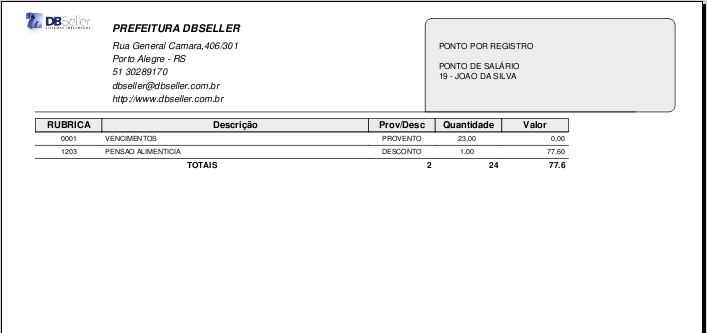 DBSeller
PREFEITURA DBSELLER
Rua General Camara,406/301
Porto Alegre - RS
51 30289170
dbseller@dbseller.com.br
http://www.dbseller.com.br
PONTO POR REGISTRO
PONTO DE SALÁRIO
19 - JOAO DA SILVA
RUBRICA Descrição Prov/Desc Quantidade Valor
0001 VENCIMENTOS PROVENTO 23,00 0,00
1203 PENSAO ALIMENTICIA DESCONTO 1,00 77,60
TOTAIS 2 24 77.6